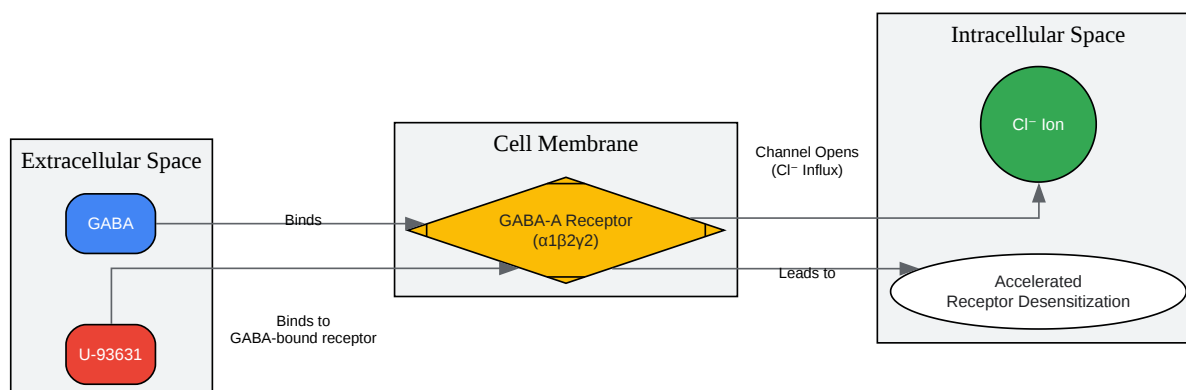 Extracellular Space
GABA
U-93631
Binds
Binds to
GABA-bound receptor
Cell Membrane
GABA-A Receptor
(α1β2γ2)
Channel Opens
(Cl⁻ Influx)
Leads to
Intracellular Space
Cl⁻ Ion
Accelerated
Receptor Desensitization